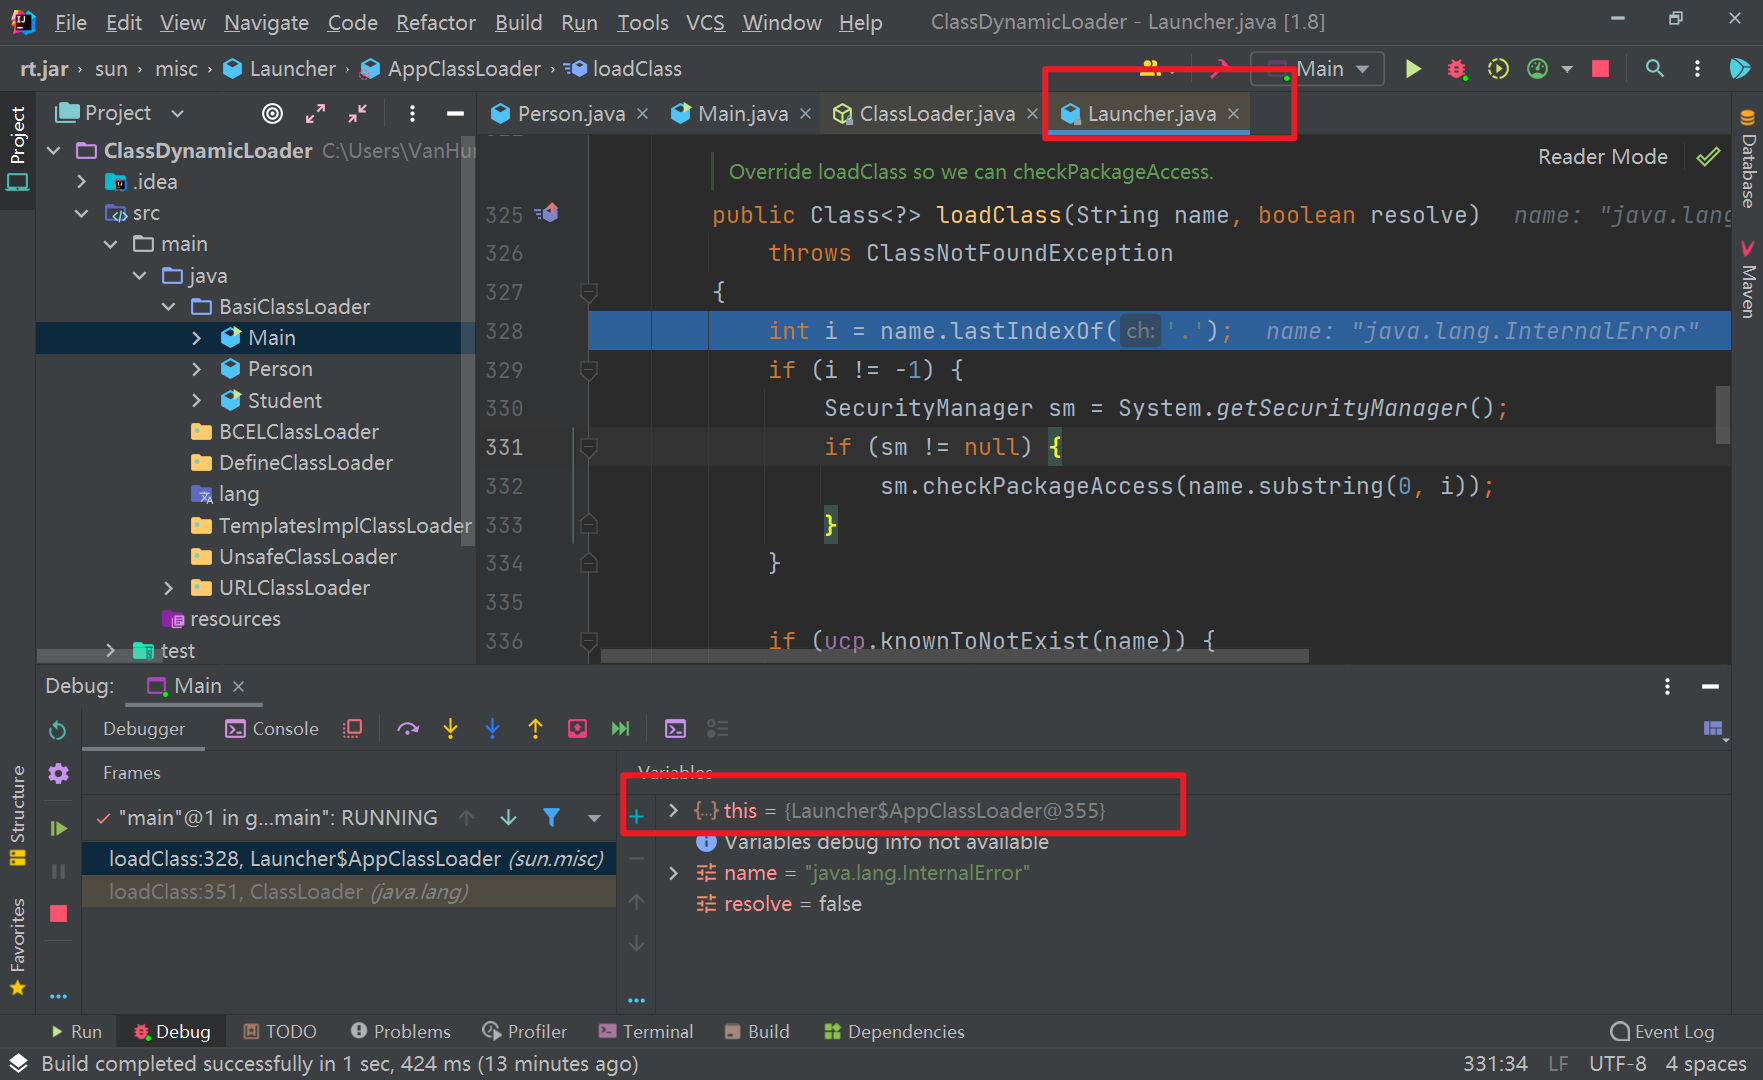 File Edit View Navigate Code Refactor Build Run Tools VCS Window Help ClassDynamicLoader - Launcher.java [1.8]
rt.jar › sun › misc › Launcher › AppClassLoader › loadClass Main
Project
Person.java Main.java ClassLoader.java Launcher.java
Project
Structure
Favorites
Database
Maven
ClassDynamicLoader C:\Users\VanHu
.idea
src
main
java
BasiClassLoader
Main
Person
Student
BCELClassLoader
DefineClassLoader
lang
TemplatesImplClassLoader
UnsafeClassLoader
URLClassLoader
resources
test
Reader Mode
Override loadClass so we can checkPackageAccess.
325 public Class<?> loadClass(String name, boolean resolve) name: "java.lang
326 throws ClassNotFoundException
327 {
328 int i = name.lastIndexOf( ch: '.'); name: "java.lang.InternalError"
329 if (i != -1) {
330 SecurityManager sm = System.getSecurityManager();
331 if (sm != null) {
332 sm.checkPackageAccess(name.substring(0, i));
333 }
334 }
335
336 if (ucp.knownToNotExist(name)) {
Debug: Main
Debugger Console
Frames
Variables
"main"@1 in g...main": RUNNING
loadClass:328, Launcher$AppClassLoader (sun.misc)
loadClass:351, ClassLoader (java.lang)
this = {Launcher$AppClassLoader@355}
Variables debug info not available
name = "java.lang.InternalError"
resolve = false
Run Debug TODO Problems Profiler Terminal Build Dependencies Event Log
Build completed successfully in 1 sec, 424 ms (13 minutes ago) 331:34 LF UTF-8 4 spaces